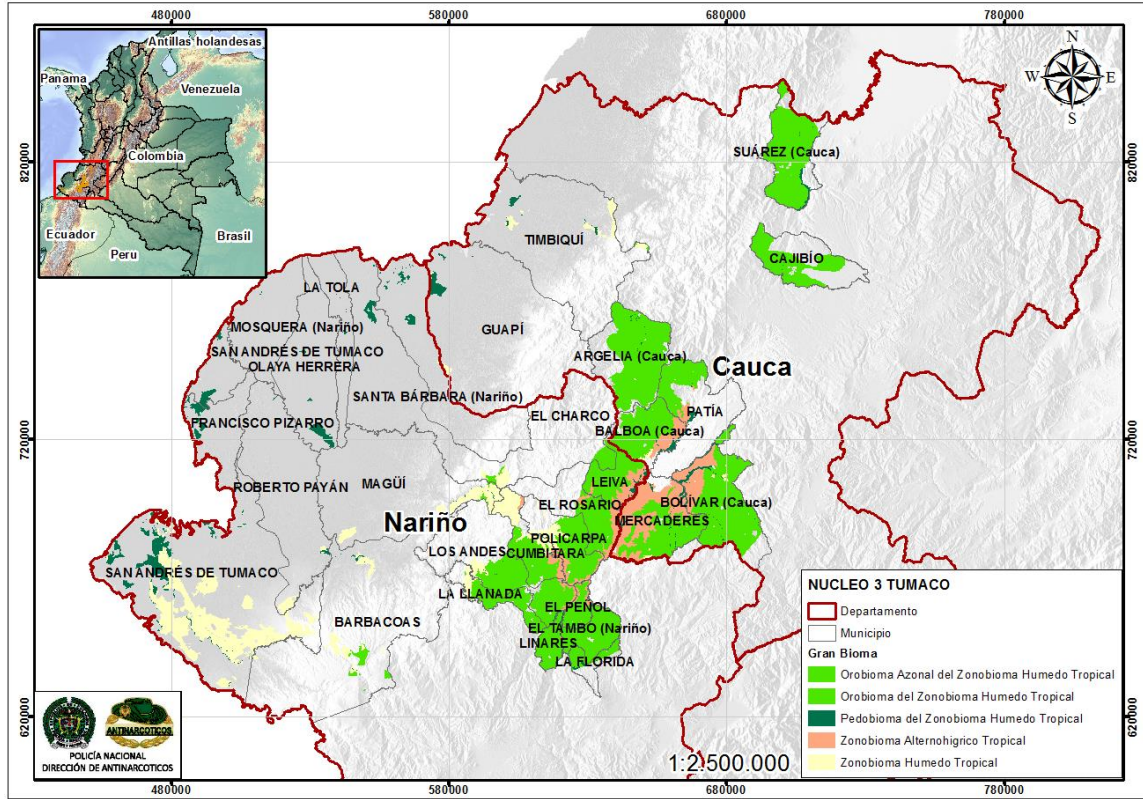 480000
580000
680000
780000
Antillas holandesas
Panama
Venezuela
Colombia
Ecuador
Peru
Brasil
N
W
E
S
820000
820000
SUÁREZ (Cauca)
TIMBIQUÍ
CAJIBÍO
LA TOLA
MOSQUERA (Nariño)
GUAPÍ
SAN ANDRÉS DE TUMACO
OLAYA HERRERA
ARGELIA (Cauca)
Cauca
SANTA BÁRBARA (Nariño)
EL CHARCO
PATÍA
FRANCISCO PIZARRO
BALBOA (Cauca)
720000
720000
ROBERTO PAYÁN
MAGÜÍ
LEIVA
EL ROSARIO
BOLÍVAR (Cauca)
MERCADERES
Nariño
POLICARPA
LOS ANDES
CUMBITARA
SAN ANDRÉS DE TUMACO
LA LLANADA
EL PEÑOL
BARBACOAS
EL TAMBO (Nariño)
LINARES
LA FLORIDA
NUCLEO 3 TUMACO
Departamento
Municipio
Gran Bioma
Orobioma Azonal del Zonobioma Humedo Tropical
Orobioma del Zonobioma Humedo Tropical
Pedobioma del Zonobioma Humedo Tropical
Zonobioma Alternohigrico Tropical
Zonobioma Humedo Tropical
620000
620000
ANTINARCOTICOS
POLICÍA NACIONAL
DIRECCIÓN DE ANTINARCOTICOS
1:2.500.000
480000
580000
680000
780000